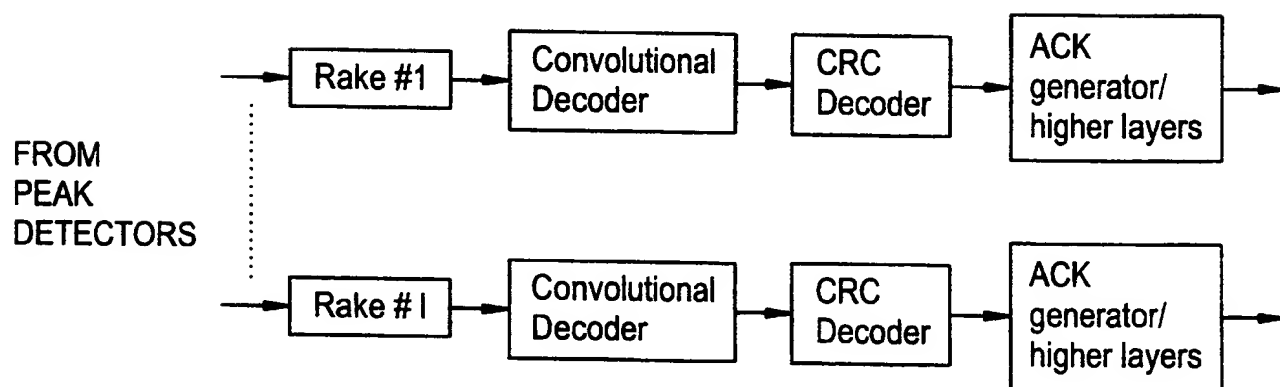 FROM
PEAK
DETECTORS
Rake #1
Convolutional
Decoder
CRC
Decoder
ACK
generator/
higher layers
Rake # I
Convolutional
Decoder
CRC
Decoder
ACK
generator/
higher layers